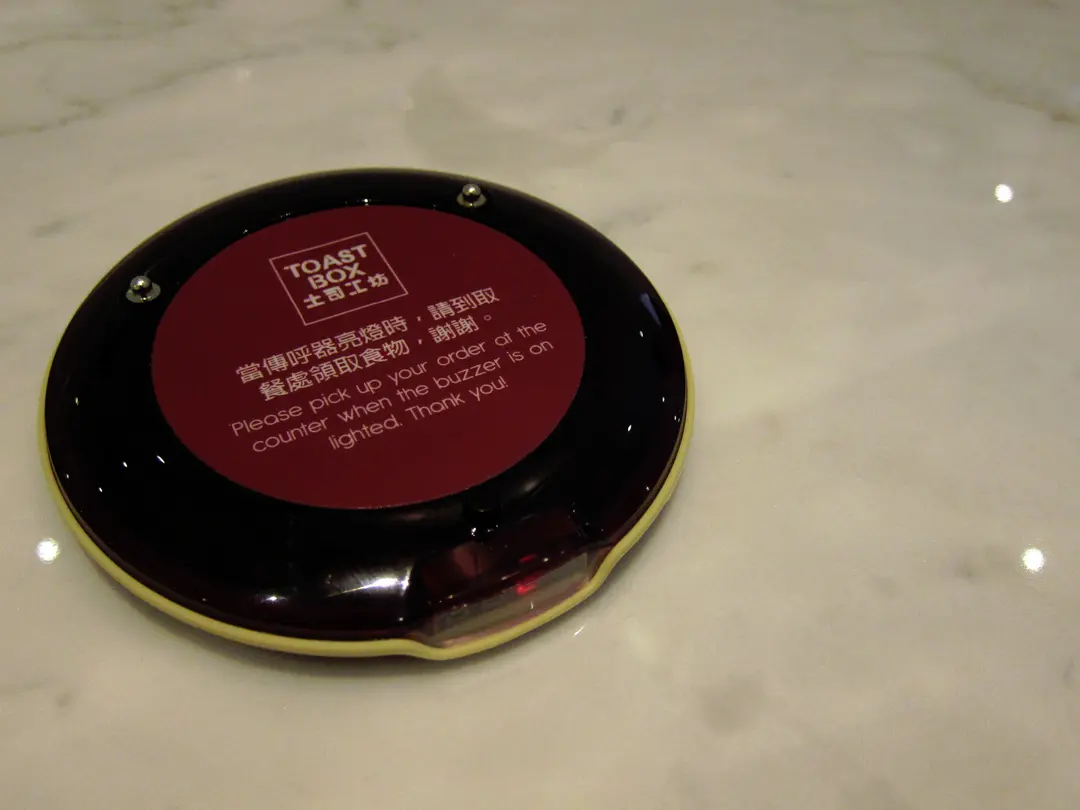 TOAST
BOX
土司工坊
當傳呼器亮燈時，請到取
餐處領取食物，謝謝。
Please pick up your order at the
counter when the buzzer is on
lighted. Thank you!